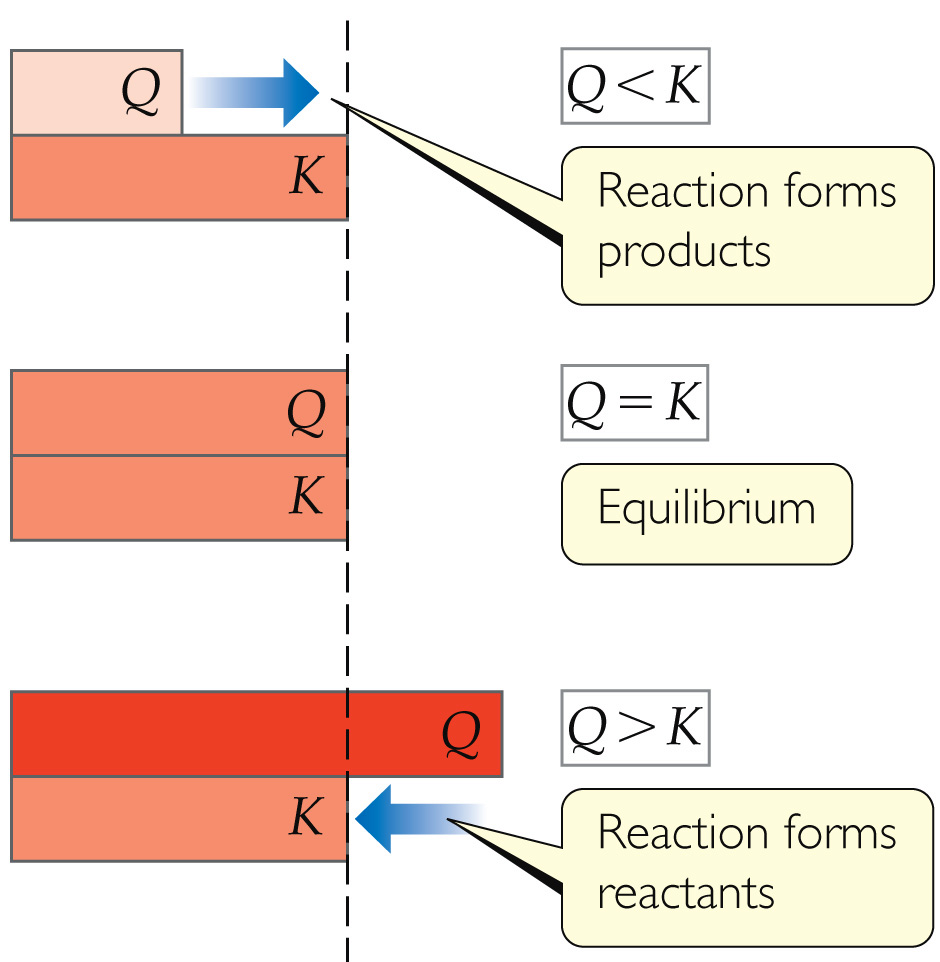 Q
K
Q < K
Reaction forms
products
Q
K
Q = K
Equilibrium
Q
K
Q > K
Reaction forms
reactants